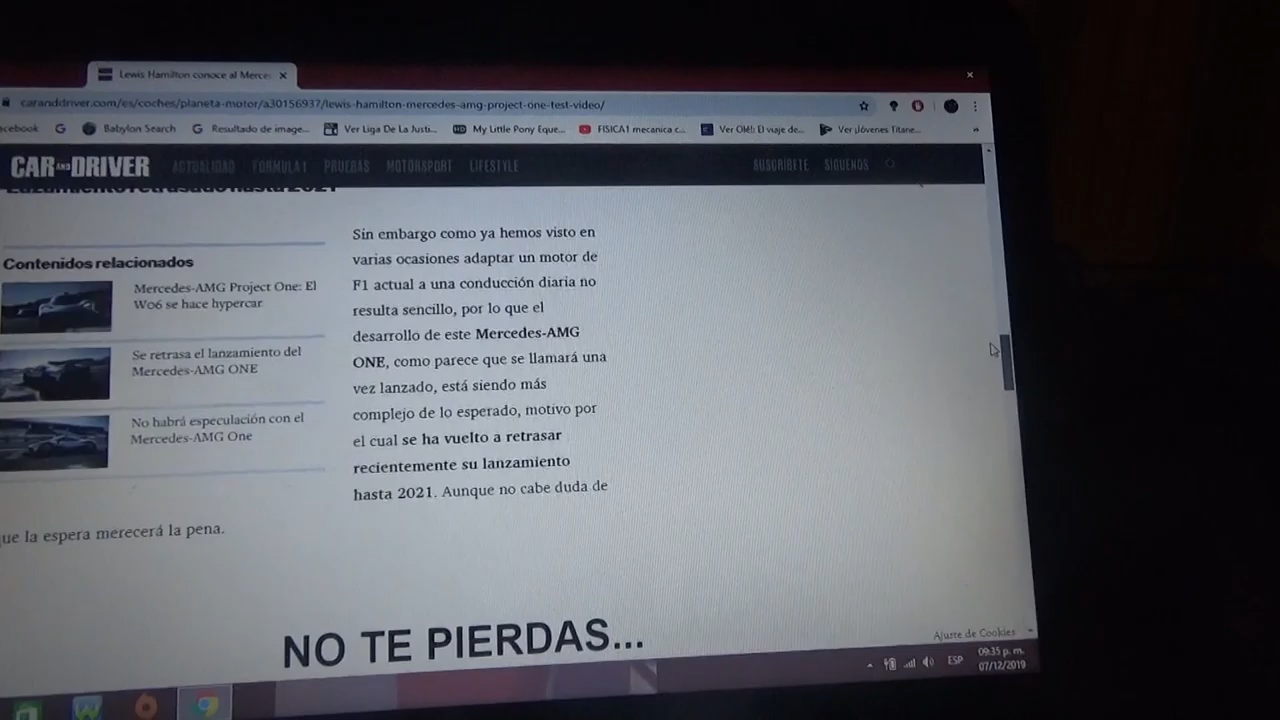 Lewis Hamilton conoce al Merce
caranddriver.com/es/coches/planeta-motor/a30156937/lewis-hamilton-mercedes-amg-project-one-test-video/
cebook
Babylon Search
Resultado de image...
Ver Liga De La Justi...
My Little Pony Eque...
FISICA1 mecanica c...
Ver Olé!: El viaje de...
Ver ¡Jóvenes Titane...
CAR AND DRIVER
ACTUALIDAD
FORMULA 1
PRUEBAS
MOTORSPORT
LIFESTYLE
SUSCRÍBETE
SÍGUENOS
hasta 2021
Contenidos relacionados
Mercedes-AMG Project One: El
W06 se hace hypercar
Se retrasa el lanzamiento del
Mercedes-AMG ONE
No habrá especulación con el
Mercedes-AMG One
Sin embargo como ya hemos visto en
varias ocasiones adaptar un motor de
F1 actual a una conducción diaria no
resulta sencillo, por lo que el
desarrollo de este Mercedes-AMG
ONE, como parece que se llamará una
vez lanzado, está siendo más
complejo de lo esperado, motivo por
el cual se ha vuelto a retrasar
recientemente su lanzamiento
hasta 2021. Aunque no cabe duda de
que la espera merecerá la pena.
NO TE PIERDAS...
Ajuste de Cookies
ESP
09:35 p. m.
07/12/2019